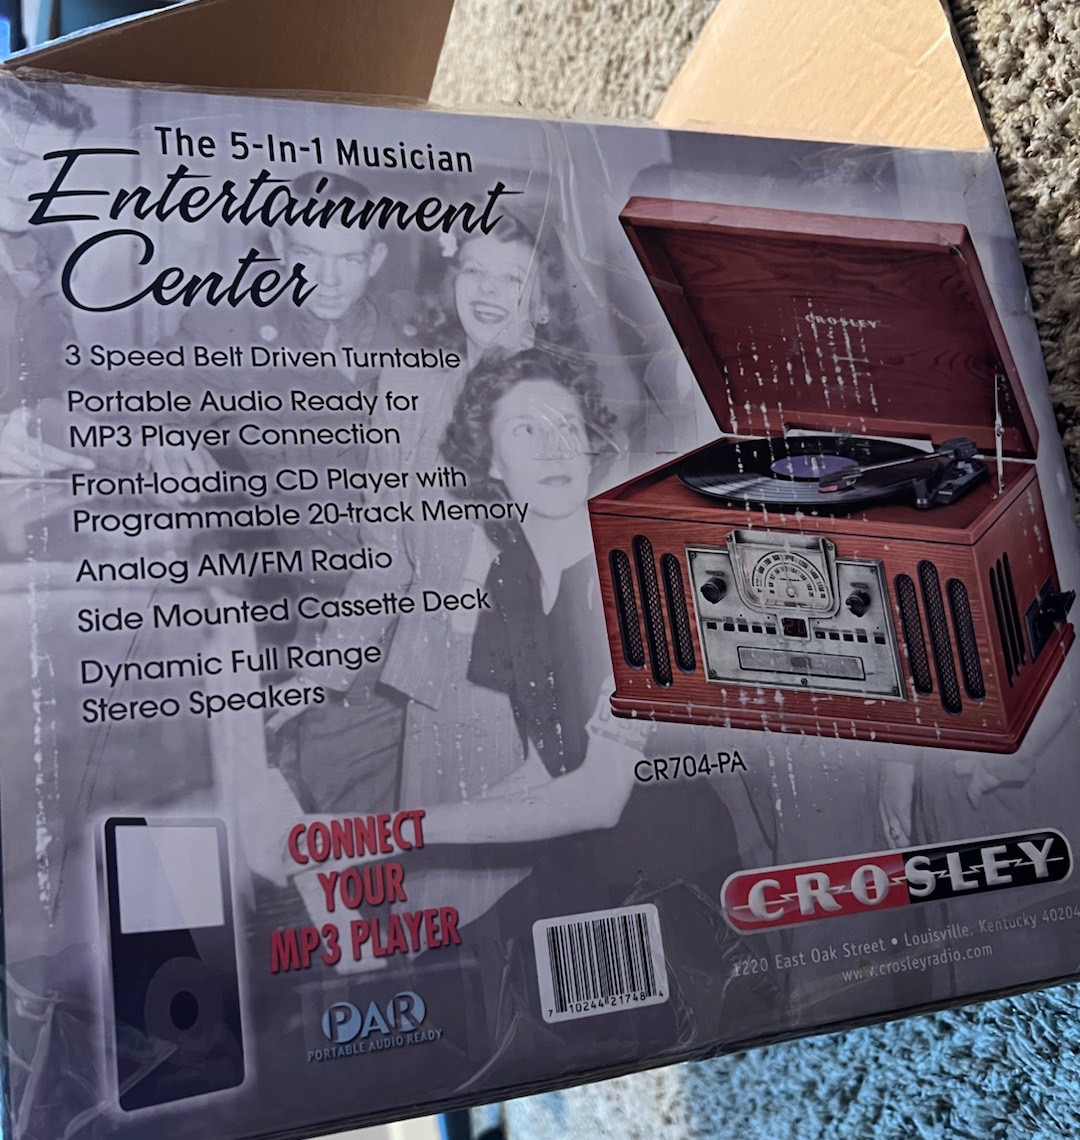 The 5-In-1 Musician
Entertainment
Center
3 Speed Belt Driven Turntable
Portable Audio Ready for
MP3 Player Connection
Front-loading CD Player with
Programmable 20-track Memory
Analog AM/FM Radio
Side Mounted Cassette Deck
Dynamic Full Range
Stereo Speakers
CROSLEY
CR704-PA
CONNECT
YOUR
MP3 PLAYER
PAR
PORTABLE AUDIO READY
7 10244 21748 4
CROSLEY
1220 East Oak Street • Louisville, Kentucky 40204
www.crosleyradio.com